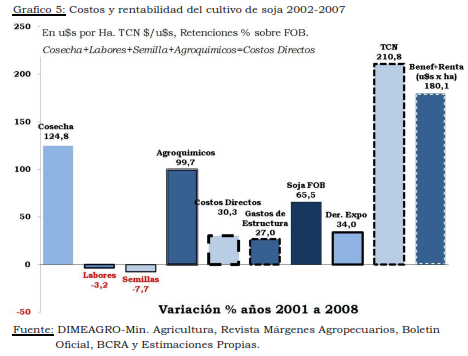 Grafico 5: Costos y rentabilidad del cultivo de soja 2002-2007
En u$s por Ha. TCN $/u$s, Retenciones % sobre FOB.
Cosecha+Labores+Semilla+Agroquimicos=Costos Directos
250
200
150
100
50
0
-50
Cosecha
124,8
Labores
-3,2
Semillas
-7,7
Agroquimicos
99,7
Costos Directos
30,3
Gastos de
Estructura
27,0
Soja FOB
65,5
Der. Expo
34,0
TCN
210,8
Benef+Renta
(u$s x ha)
180,1
Variación % años 2001 a 2008
Fuente: DIMEAGRO-Min. Agricultura, Revista Márgenes Agropecuarios, Boletin
Oficial, BCRA y Estimaciones Propias.